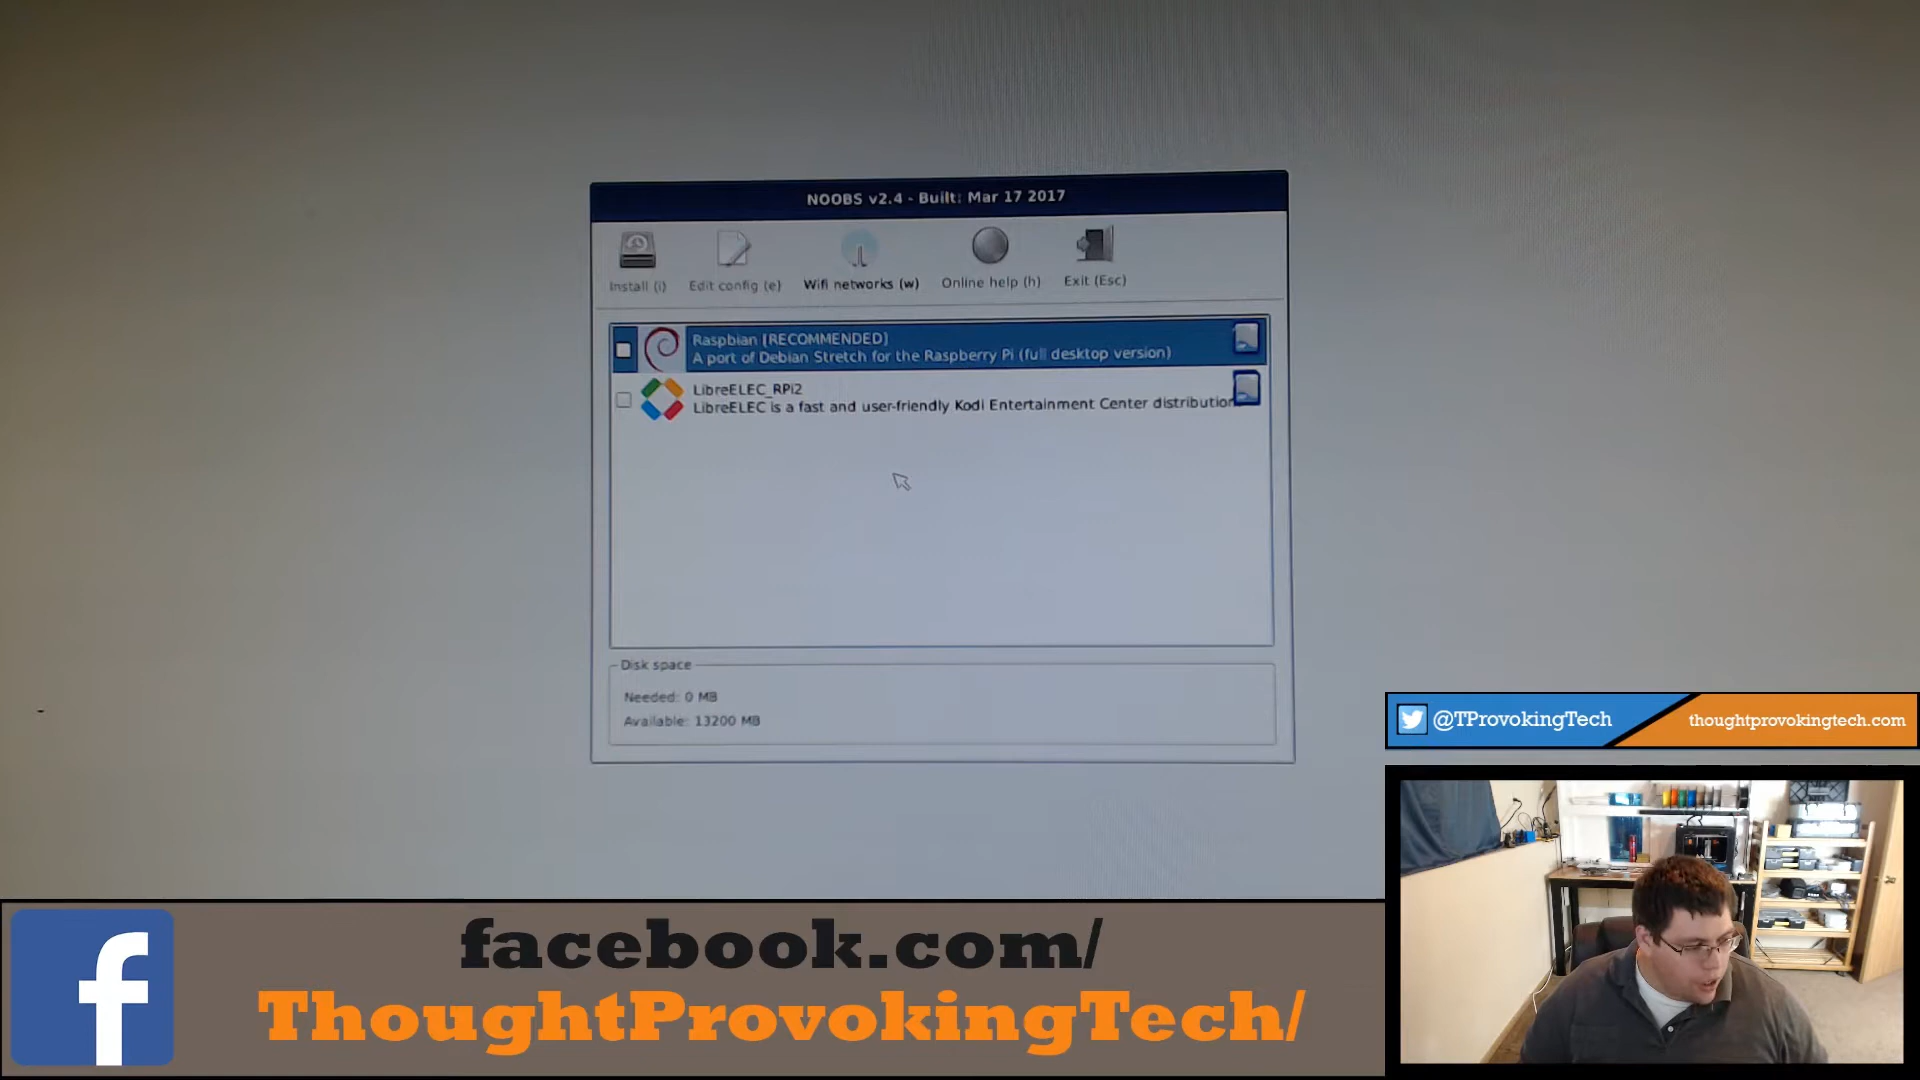 NOOBS v2.4 - Built: Mar 17 2017
Install (i)
Edit config (e)
Wifi networks (w)
Online help (h)
Exit (Esc)
Raspbian [RECOMMENDED]
A port of Debian Stretch for the Raspberry Pi (full desktop version)
LibreELEC_RPi2
LibreELEC is a fast and user-friendly Kodi Entertainment Center distribution
Disk space
Needed: 0 MB
Available: 13200 MB
@TProvokingTech
thoughtprovokingtech.com
facebook.com/
ThoughtProvokingTech/